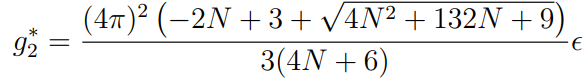 g_2^* = \frac{(4\pi)^2 \left(-2N + 3 + \sqrt{4N^2 + 132N + 9}\right)}{3(4N + 6)} \epsilon